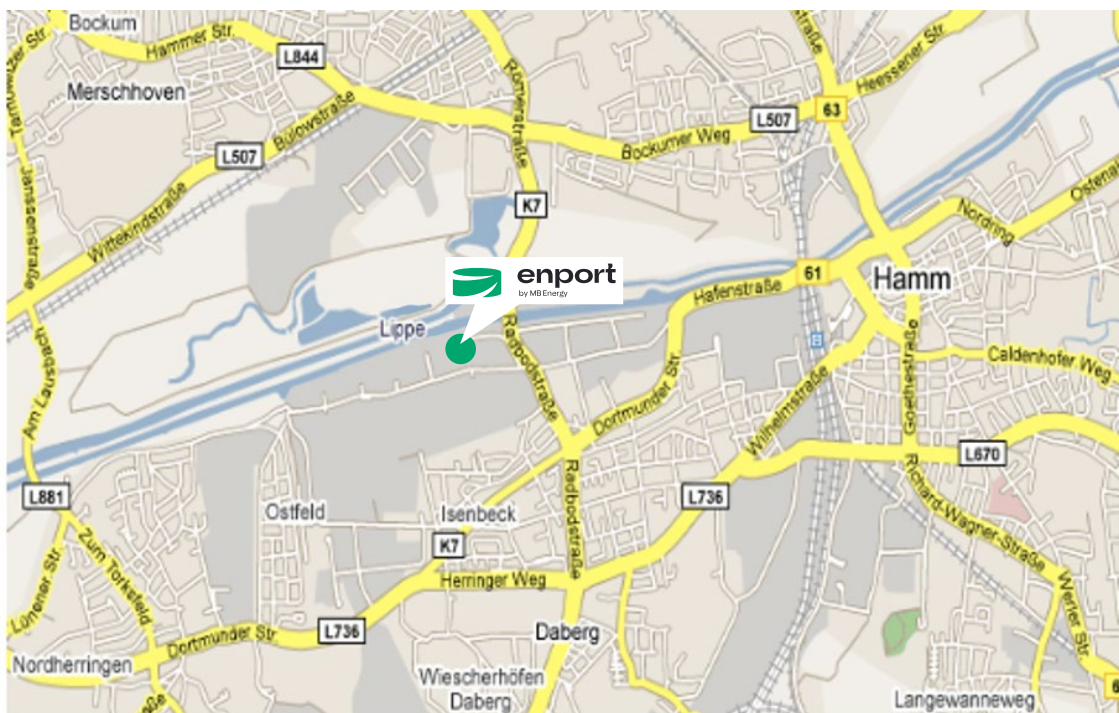 Bockum
Hammer Str.
L844
Merschhoven
L507
Bülowstraße
Römerstraße
Bockumer Weg
L507
63
Heessener Str.
Janssenstraße
Wittekindstraße
K7
Nordring
61
Hafenstraße
Hamm
enport
by MB Energy
Lippe
Radbodstraße
Dortmunder Str.
Wilhelmstraße
Goethestraße
Caldenhofer Weg
Am Lausbach
L881
Ostfeld
Isenbeck
K7
Radbodstraße
L736
L670
Richard-Wagner-Straße
Zum Torksfeld
Lünener Str.
Herringer Weg
Werler Str.
Dortmunder Str.
L736
Daberg
Nordherringen
Wiescherhöfen
Daberg
Langewanneweg